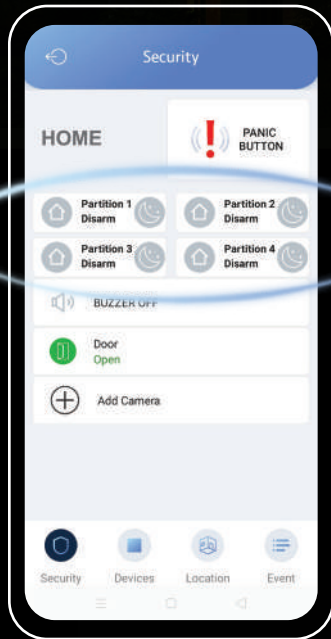 Security
HOME
PANIC
BUTTON
Partition 1
Disarm
Partition 2
Disarm
Partition 3
Disarm
Partition 4
Disarm
BUZZER OFF
Door
Open
Add Camera
Security
Devices
Location
Event